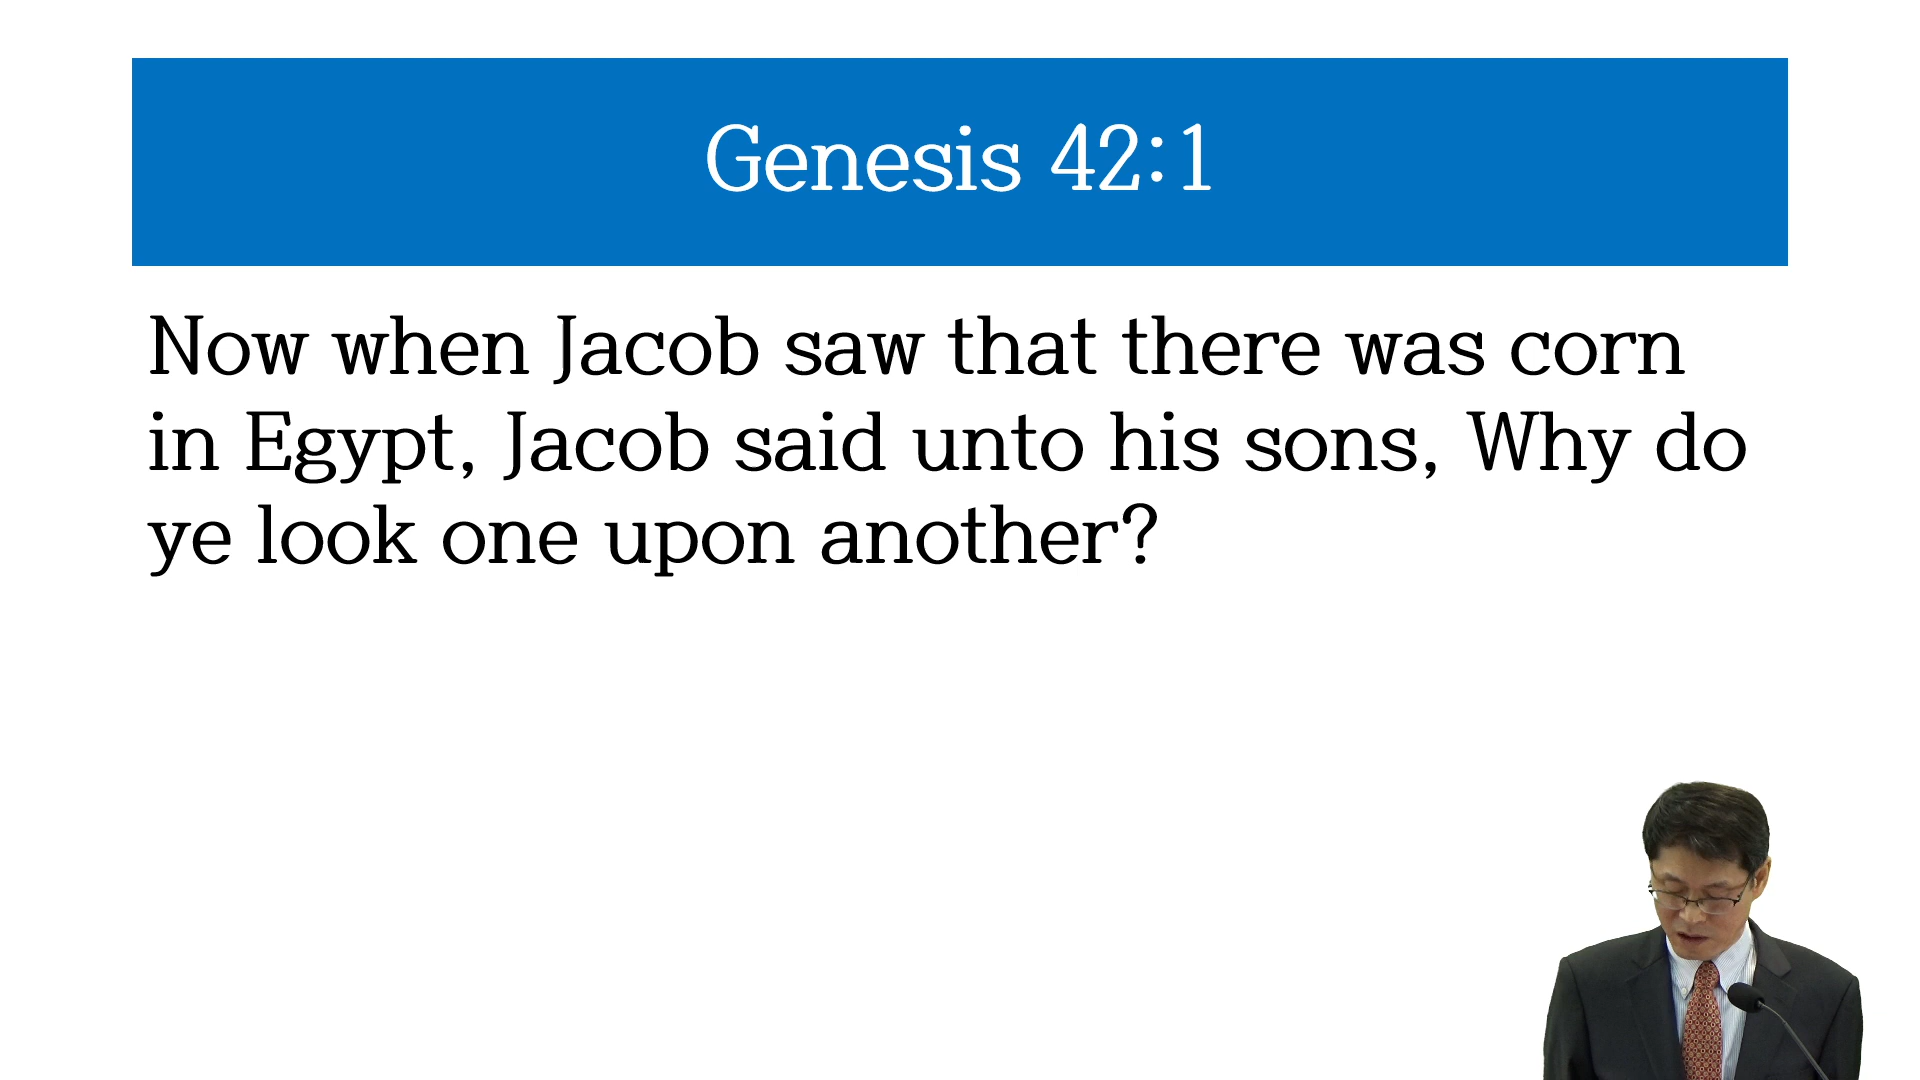 Genesis 42:1
Now when Jacob saw that there was corn
in Egypt, Jacob said unto his sons, Why do
ye look one upon another?